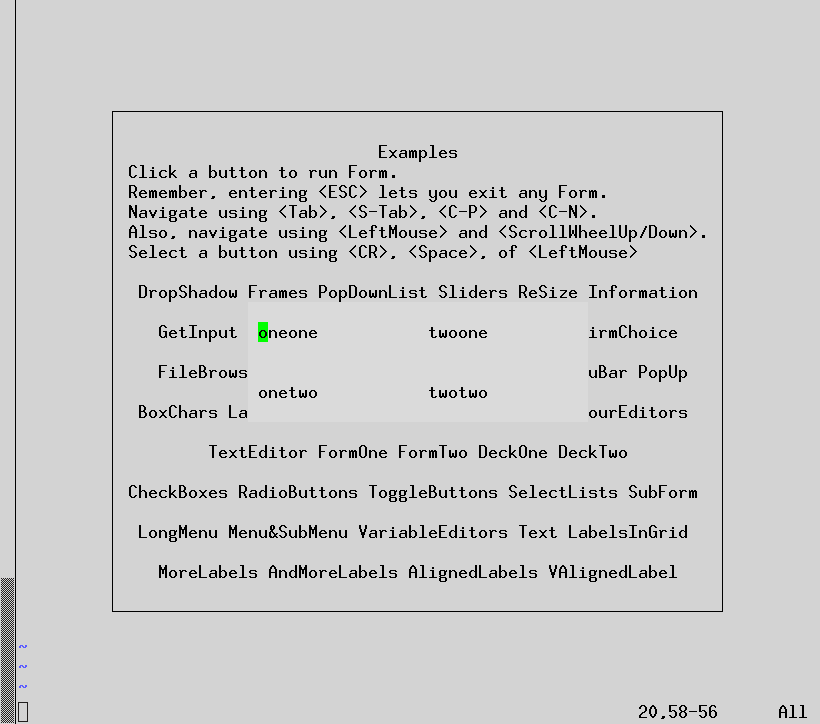 Examples
Click a button to run Form.
Remember, entering <ESC> lets you exit any Form.
Navigate using <Tab>, <S-Tab>, <C-P> and <C-N>.
Also, navigate using <LeftMouse> and <ScrollWheelUp/Down>.
Select a button using <CR>, <Space>, of <LeftMouse>
DropShadow Frames PopDownList Sliders ReSize Information
GetInput oneone twoone irmChoice
FileBrows uBar PopUp
onetwo twotwo
BoxChars La ourEditors
TextEditor FormOne FormTwo DeckOne DeckTwo
CheckBoxes RadioButtons ToggleButtons SelectLists SubForm
LongMenu Menu&SubMenu VariableEditors Text LabelsInGrid
MoreLabels AndMoreLabels AlignedLabels VAlignedLabel
~
~
~
20,58-56 All